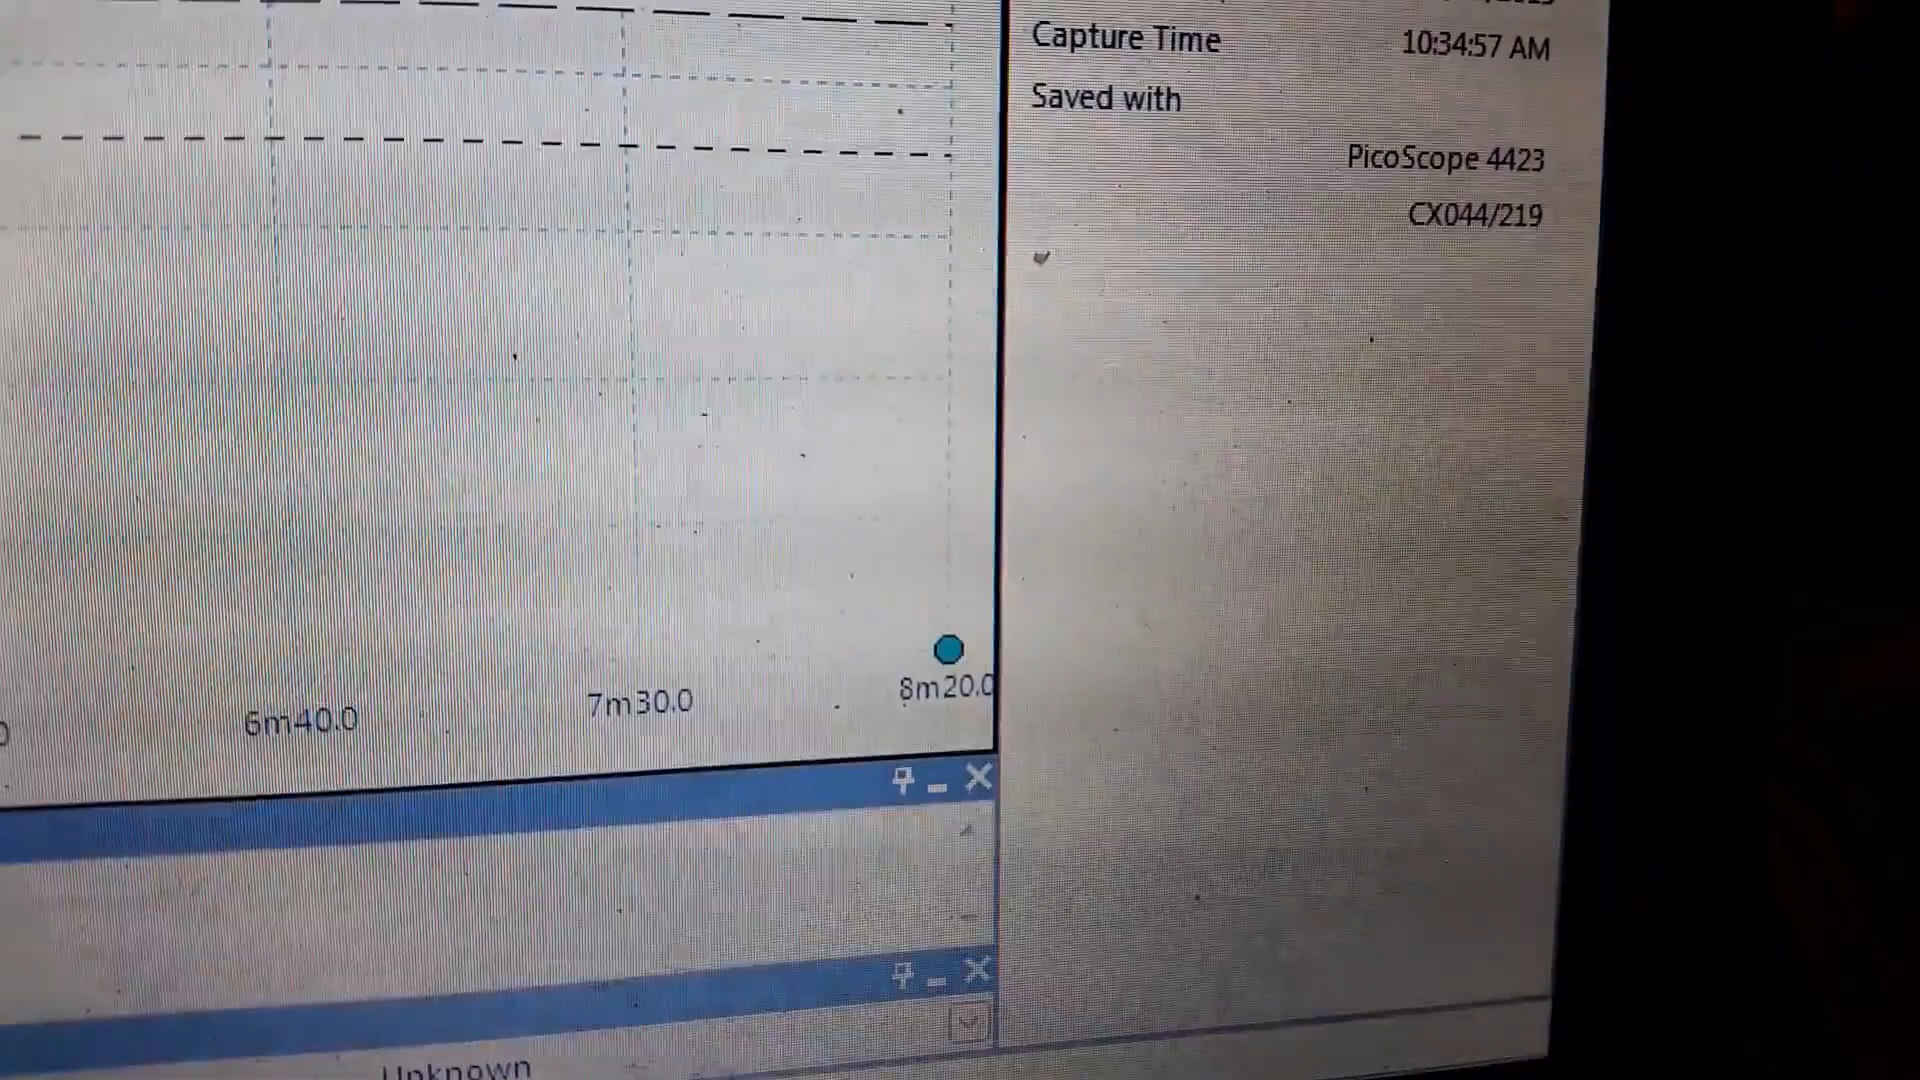 Capture Time 10:34:57 AM
Saved with
PicoScope 4423
CX044/219
6m40.0 7m30.0 8m20.0
Unknown